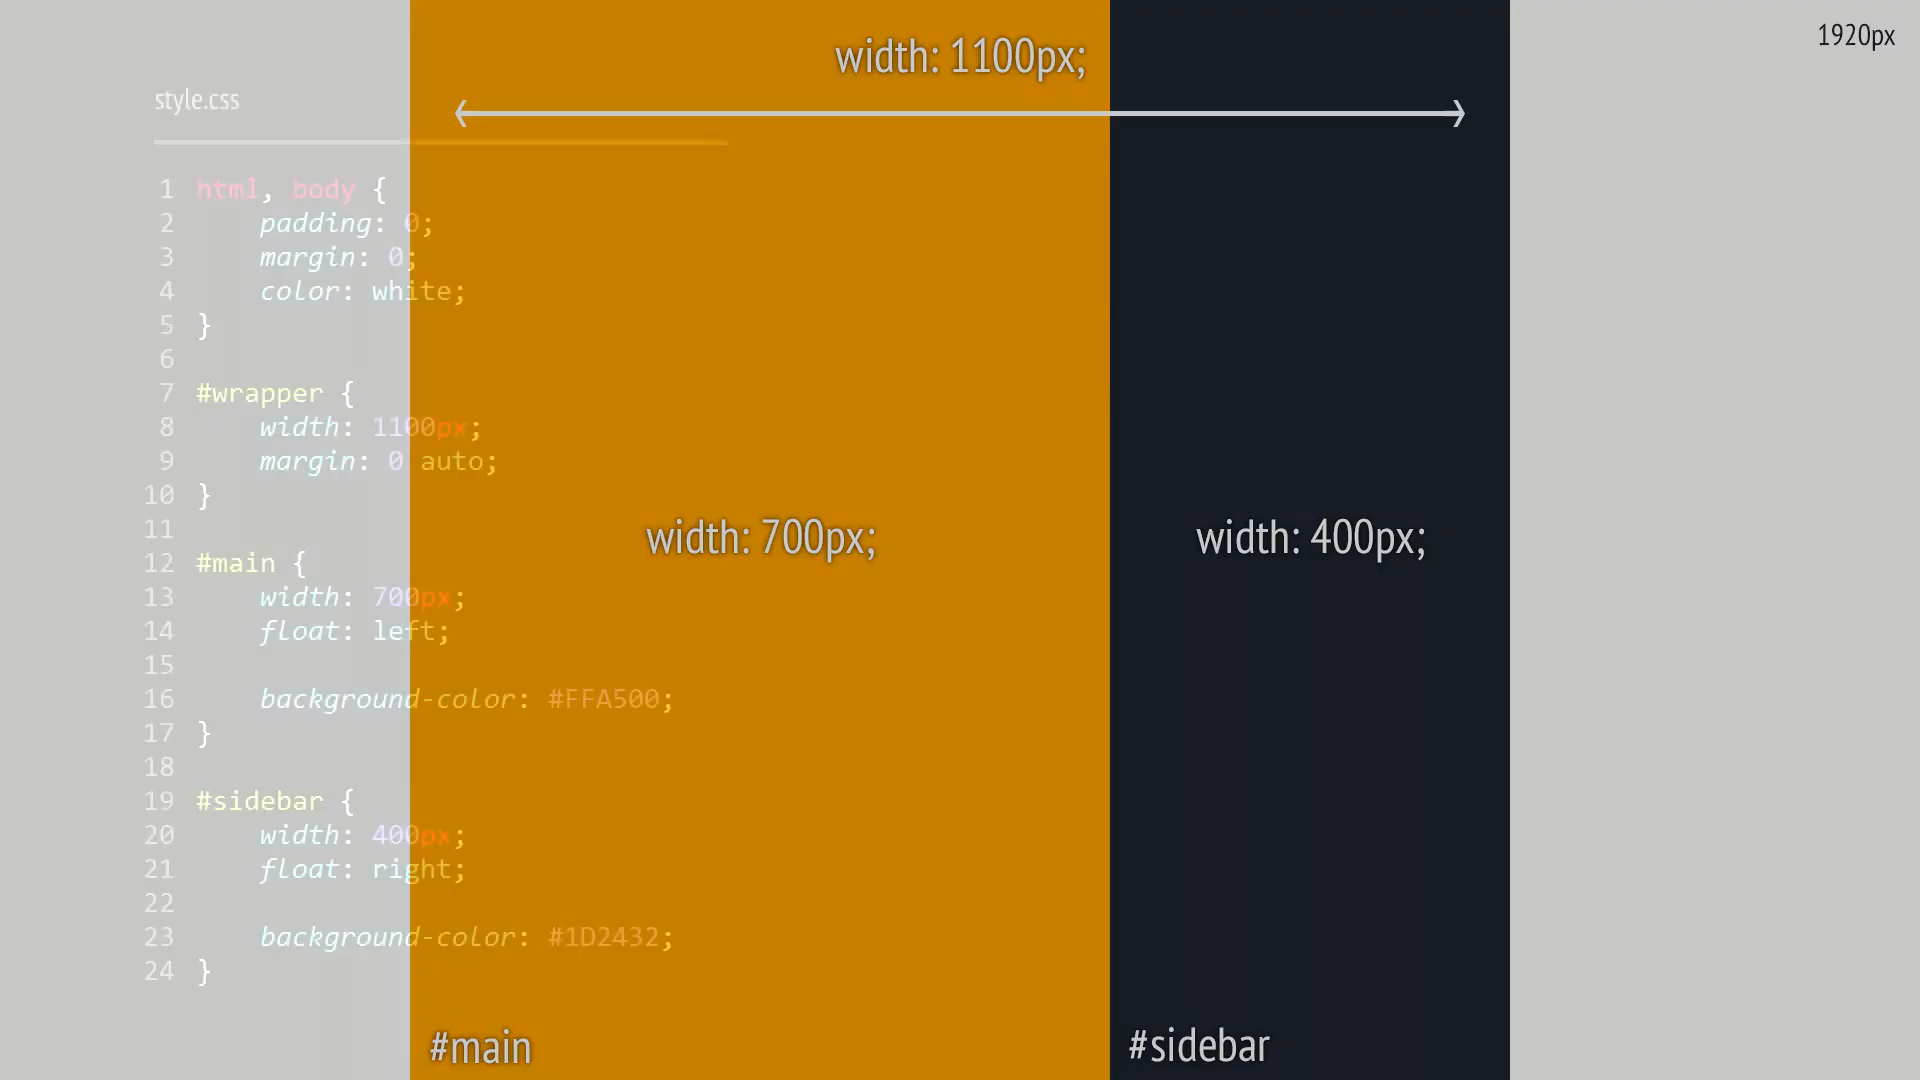 width: 1100px;
1920px
style.css
1 html, body {
2 padding: 0;
3 margin: 0;
4 color: white;
5 }
6
7 #wrapper {
8 width: 1100px;
9 margin: 0 auto;
10 }
11
12 #main {
13 width: 700px;
14 float: left;
15
16 background-color: #FFA500;
17 }
18
19 #sidebar {
20 width: 400px;
21 float: right;
22
23 background-color: #1D2432;
24 }
width: 700px;
width: 400px;
#main
#sidebar